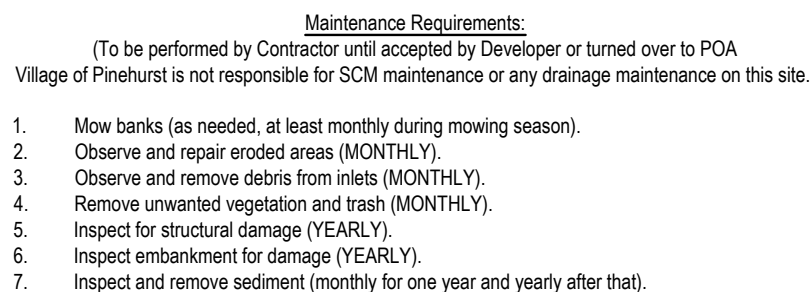 Maintenance Requirements:
(To be performed by Contractor until accepted by Developer or turned over to POA
Village of Pinehurst is not responsible for SCM maintenance or any drainage maintenance on this site.
1. Mow banks (as needed, at least monthly during mowing season).
2. Observe and repair eroded areas (MONTHLY).
3. Observe and remove debris from inlets (MONTHLY).
4. Remove unwanted vegetation and trash (MONTHLY).
5. Inspect for structural damage (YEARLY).
6. Inspect embankment for damage (YEARLY).
7. Inspect and remove sediment (monthly for one year and yearly after that).